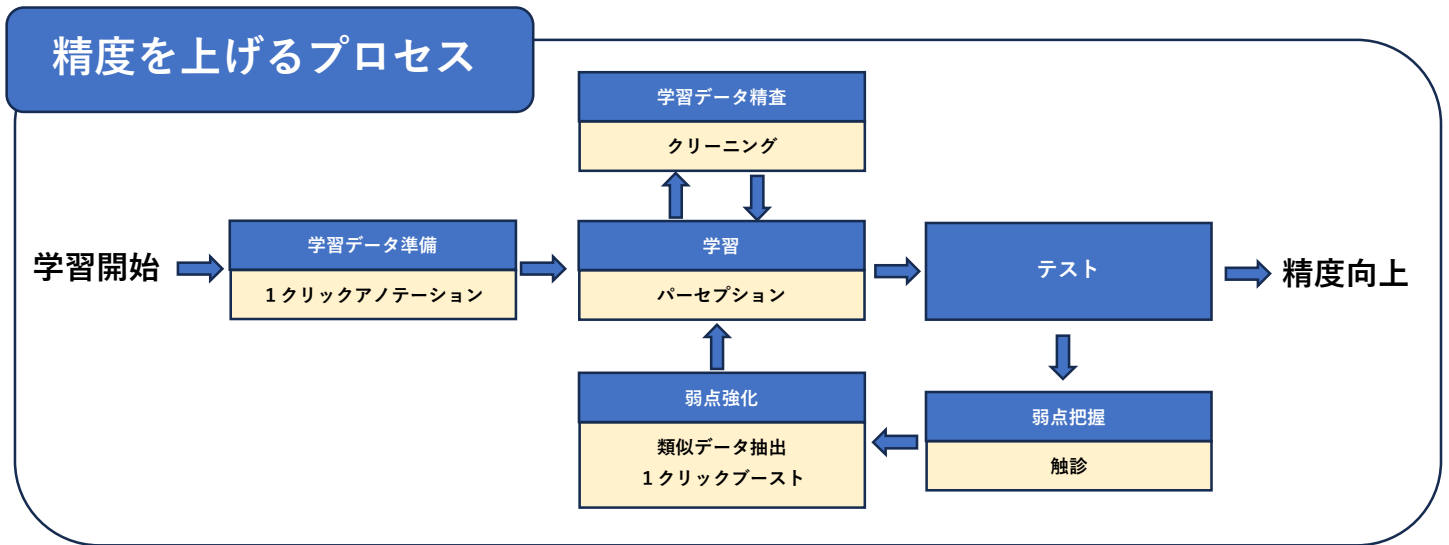 精度を上げるプロセス
学習データ精査
クリーニング
学習開始
学習データ準備
1クリックアノテーション
学習
パーセプション
テスト
精度向上
弱点強化
類似データ抽出
1クリックブースト
弱点把握
触診